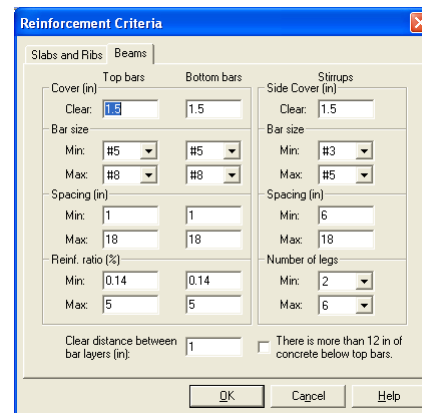 Reinforcement Criteria
Slabs and Ribs Beams
Top bars Bottom bars Stirrups
Cover (in) Side Cover (in)
Clear: 1.5 1.5 Clear: 1.5
Bar size Bar size
Min: #5 #5 Min: #3
Max: #8 #8 Max: #5
Spacing (in) Spacing (in)
Min: 1 1 Min: 6
Max: 18 18 Max: 18
Reinf. ratio (%) Number of legs
Min: 0.14 0.14 Min: 2
Max: 5 5 Max: 6
Clear distance between 1 There is more than 12 in of
bar layers (in): concrete below top bars.
OK Cancel Help